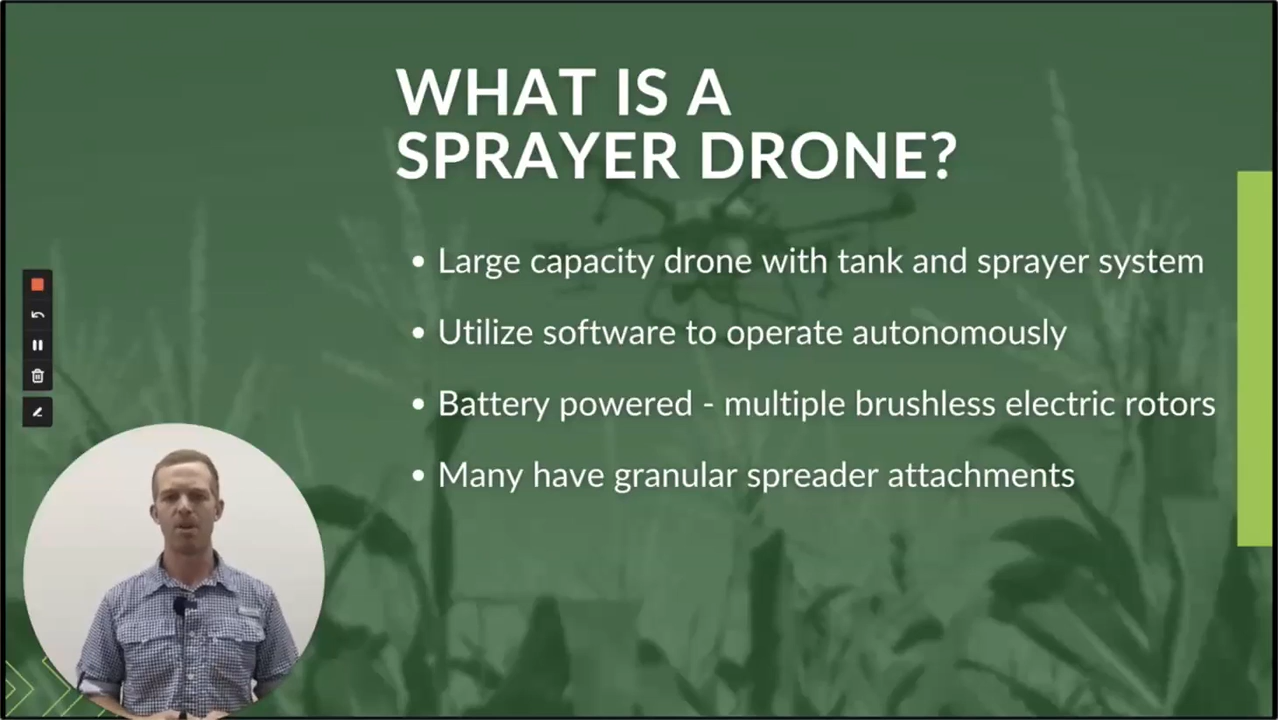 WHAT IS A
SPRAYER DRONE?
• Large capacity drone with tank and sprayer system
• Utilize software to operate autonomously
• Battery powered - multiple brushless electric rotors
• Many have granular spreader attachments